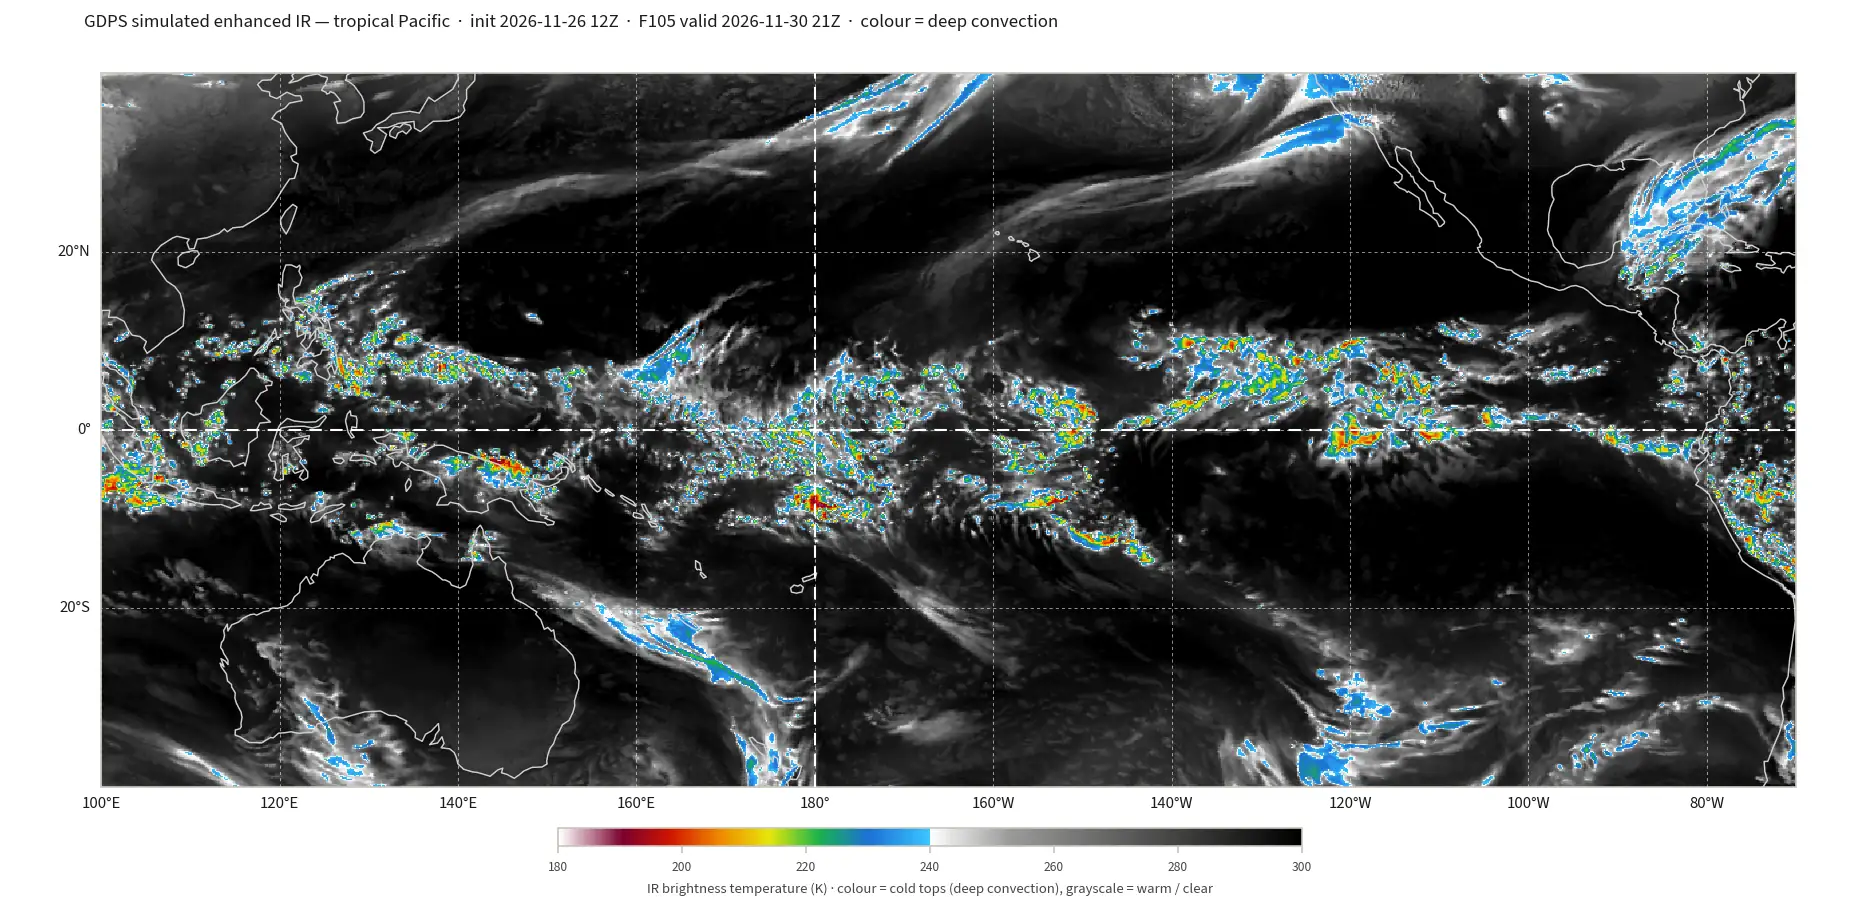 GDPS simulated enhanced IR — tropical Pacific · init 2026-11-26 12Z · F105 valid 2026-11-30 21Z · colour = deep convection
20°N
0°
20°S
100°E 120°E 140°E 160°E 180° 160°W 140°W 120°W 100°W 80°W
180 200 220 240 260 280 300
IR brightness temperature (K) · colour = cold tops (deep convection), grayscale = warm / clear